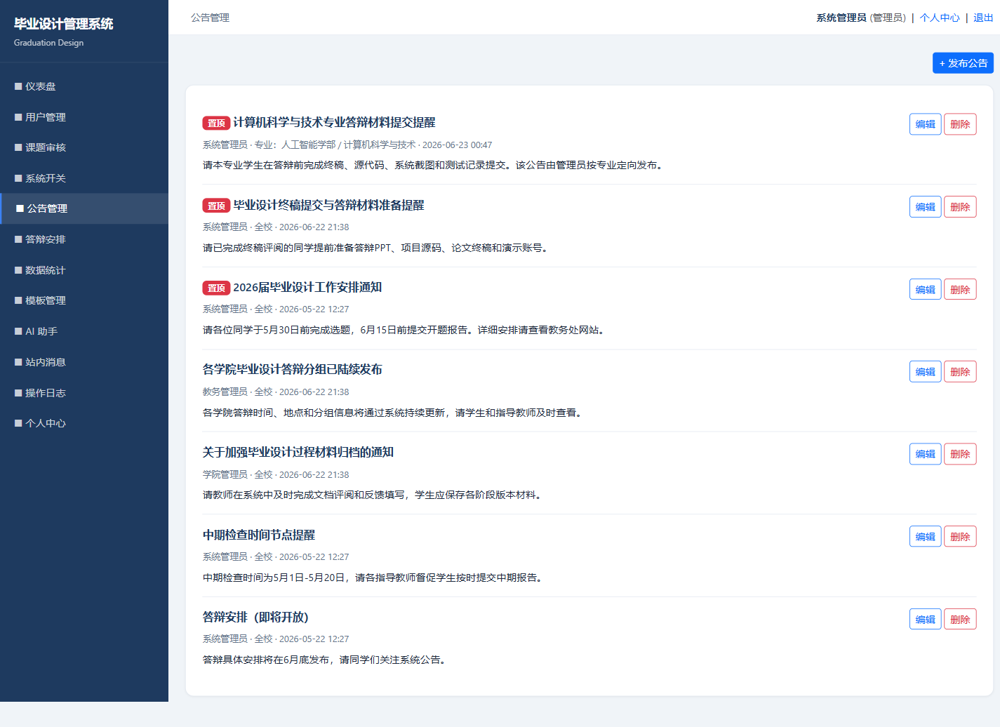 毕业设计管理系统
Graduation Design
仪表盘
用户管理
课题审核
系统开关
公告管理
答辩安排
数据统计
模板管理
AI 助手
站内消息
操作日志
个人中心
公告管理
系统管理员 (管理员) | 个人中心 | 退出
+ 发布公告
置顶 计算机科学与技术专业答辩材料提交提醒
编辑 删除
系统管理员 · 专业：人工智能学部 / 计算机科学与技术 · 2026-06-23 00:47
请本专业学生在答辩前完成终稿、源代码、系统截图和测试记录提交。该公告由管理员按专业定向发布。
置顶 毕业设计终稿提交与答辩材料准备提醒
编辑 删除
系统管理员 · 全校 · 2026-06-22 21:38
请已完成终稿评阅的同学提前准备答辩PPT、项目源码、论文终稿和演示账号。
置顶 2026届毕业设计工作安排通知
编辑 删除
系统管理员 · 全校 · 2026-05-22 12:27
请各位同学于5月30日前完成选题，6月15日前提交开题报告。详细安排请查看教务处网站。
各学院毕业设计答辩分组已陆续发布
编辑 删除
教务管理员 · 全校 · 2026-06-22 21:38
各学院答辩时间、地点和分组信息将通过系统持续更新，请学生和指导教师及时查看。
关于加强毕业设计过程材料归档的通知
编辑 删除
学院管理员 · 全校 · 2026-06-22 21:38
请教师在系统中及时完成文档评阅和反馈填写，学生应保存各阶段版本材料。
中期检查时间节点提醒
编辑 删除
系统管理员 · 全校 · 2026-05-22 12:27
中期检查时间为5月1日-5月20日，请各指导教师督促学生按时提交中期报告。
答辩安排（即将开放）
编辑 删除
系统管理员 · 全校 · 2026-05-22 12:27
答辩具体安排将在6月底发布，请同学们关注系统公告。